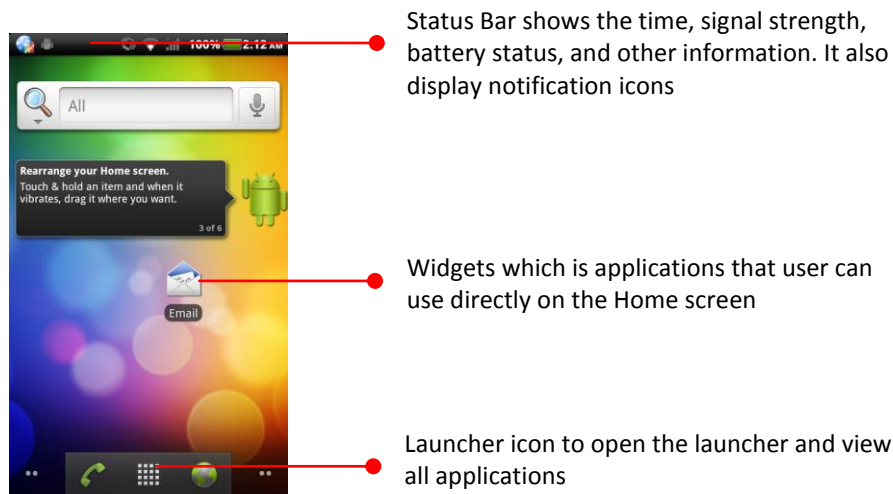 Status Bar shows the time, signal strength,
battery status, and other information. It also
display notification icons
100% 2:12 AM
All
Rearrange your Home screen.
Touch & hold an item and when it
vibrates, drag it where you want.
3 of 6
Widgets which is applications that user can
use directly on the Home screen
Email
Launcher icon to open the launcher and view
all applications